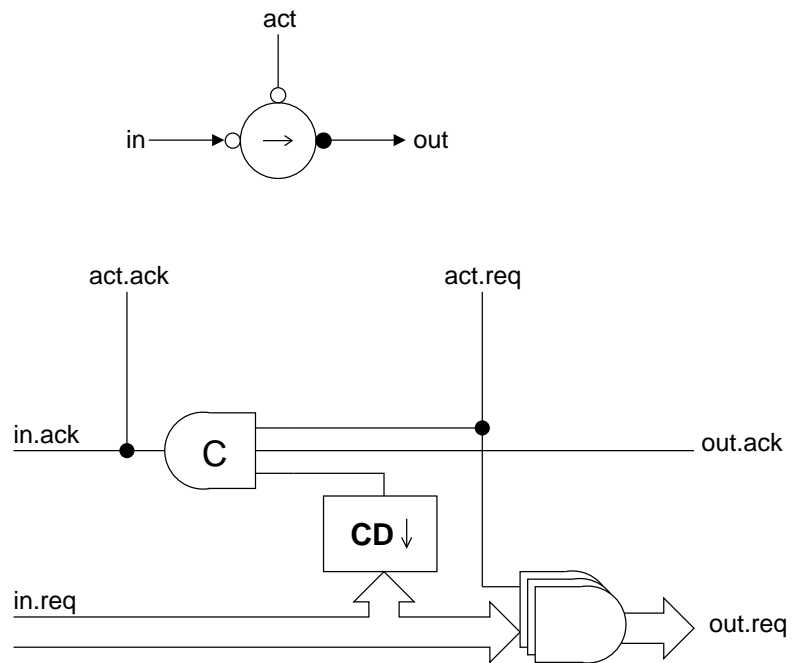 act
in → out
act.ack act.req
in.ack C out.ack
CD ↓
in.req out.req